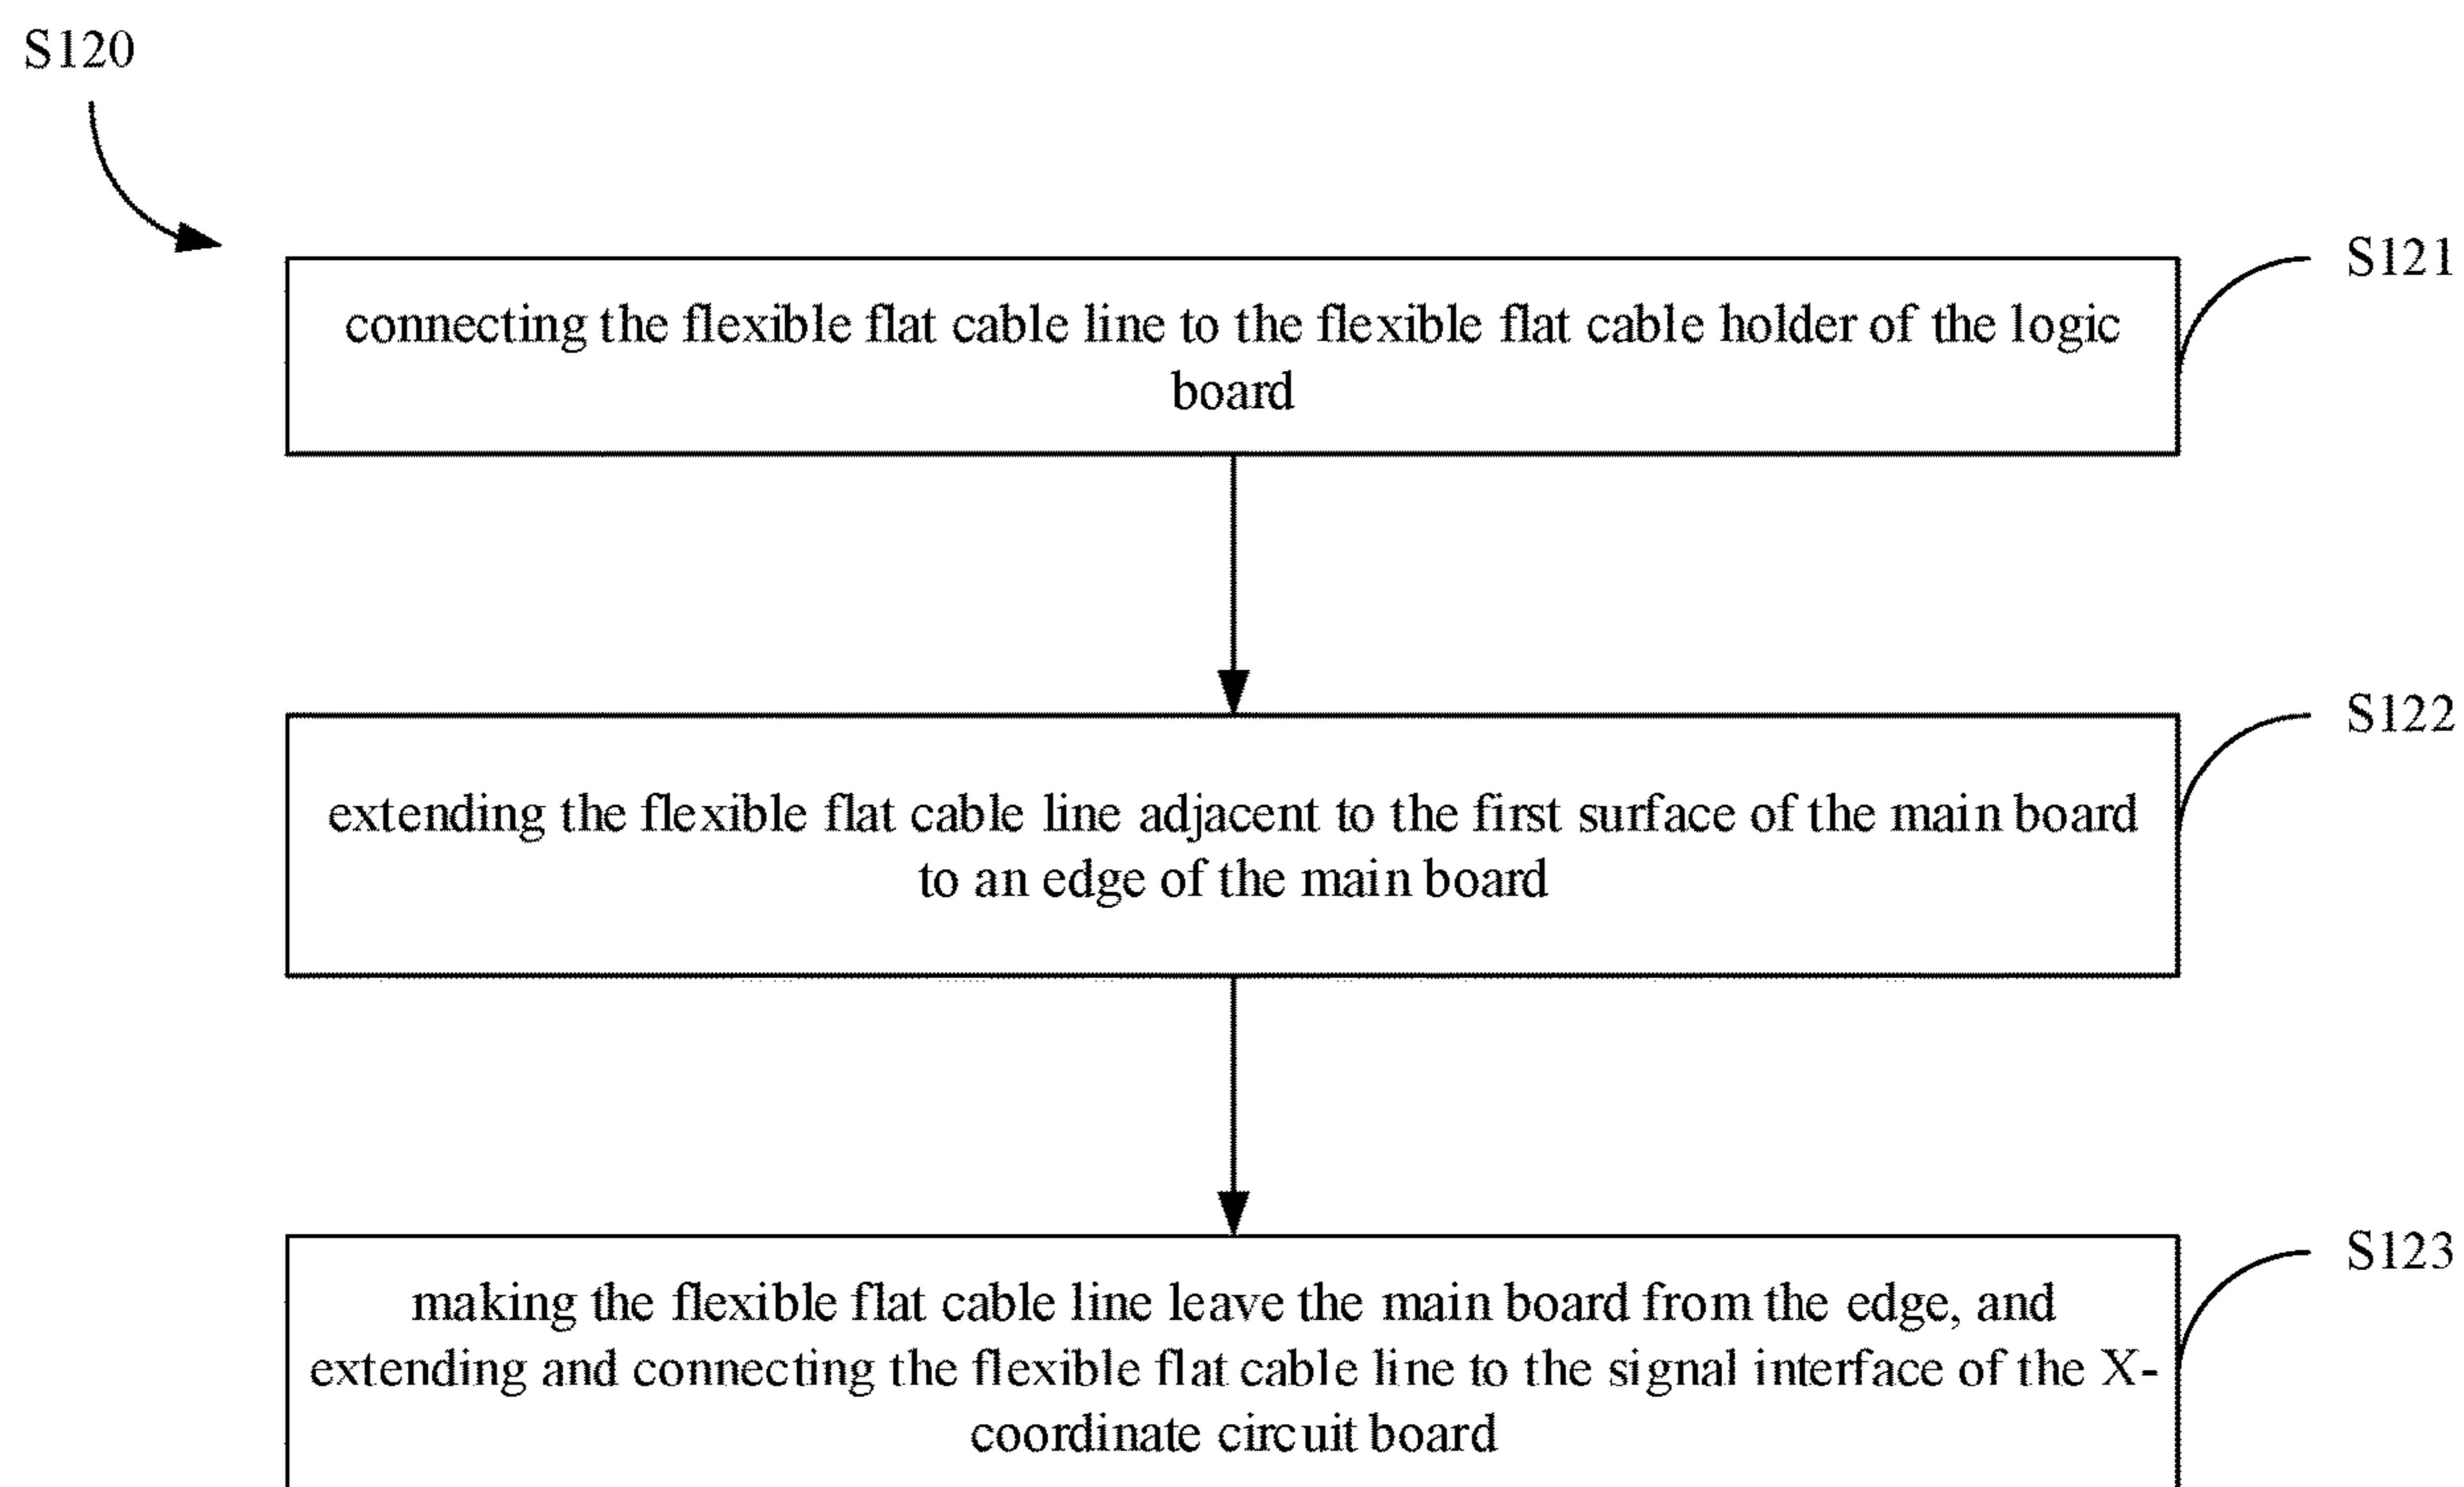 S120
S121
connecting the flexible flat cable line to the flexible flat cable holder of the logic
board
S122
extending the flexible flat cable line adjacent to the first surface of the main board
to an edge of the main board
S123
making the flexible flat cable line leave the main board from the edge, and
extending and connecting the flexible flat cable line to the signal interface of the X-
coordinate circuit board